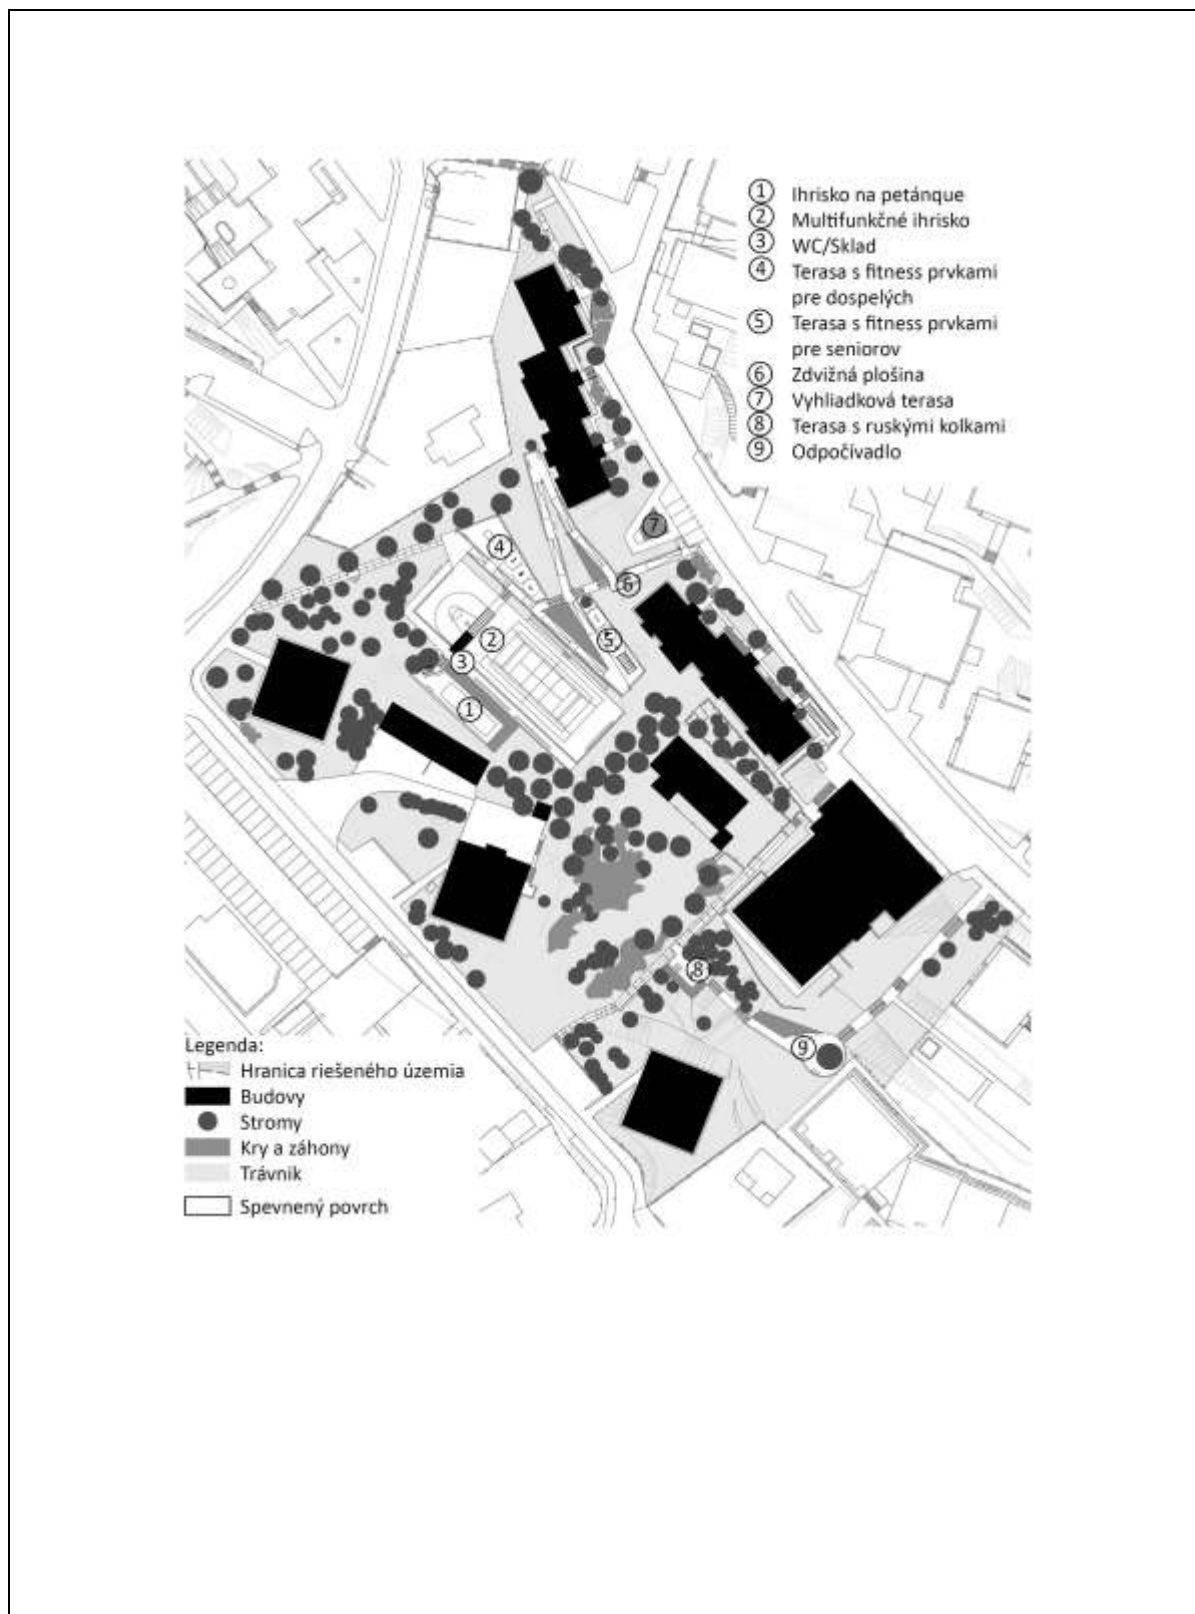 1 Ihrisko na petánque
2 Multifunkčné ihrisko
3 WC/Sklad
4 Terasa s fitness prvkami
pre dospelých
5 Terasa s fitness prvkami
pre seniorov
6 Zdvižná plošina
7 Vyhliadková terasa
8 Terasa s ruskými kolkami
9 Odpočívadlo
7
4
6
2
5
3
1
8
9
Legenda:
Hranica riešeného územia
Budovy
Stromy
Kry a záhony
Trávnik
Spevnený povrch